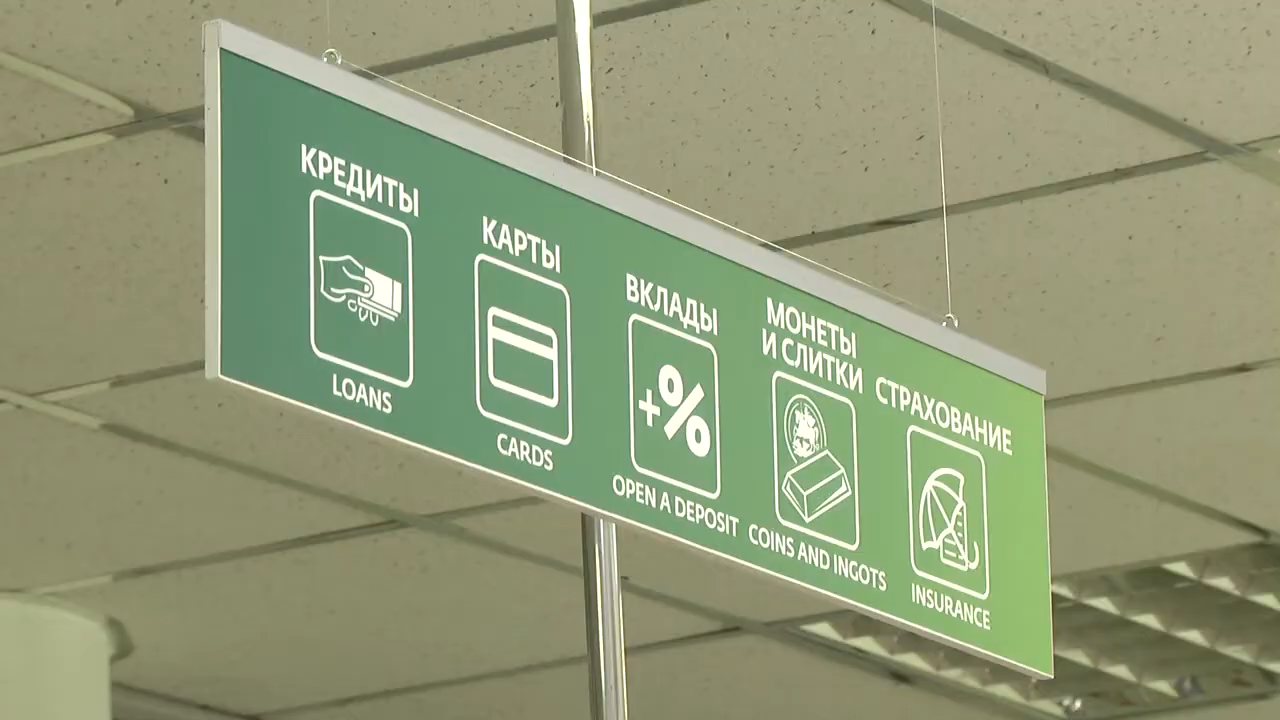 КРЕДИТЫ
LOANS
КАРТЫ
CARDS
ВКЛАДЫ
+%
OPEN A DEPOSIT
МОНЕТЫ
И СЛИТКИ
COINS AND INGOTS
СТРАХОВАНИЕ
INSURANCE